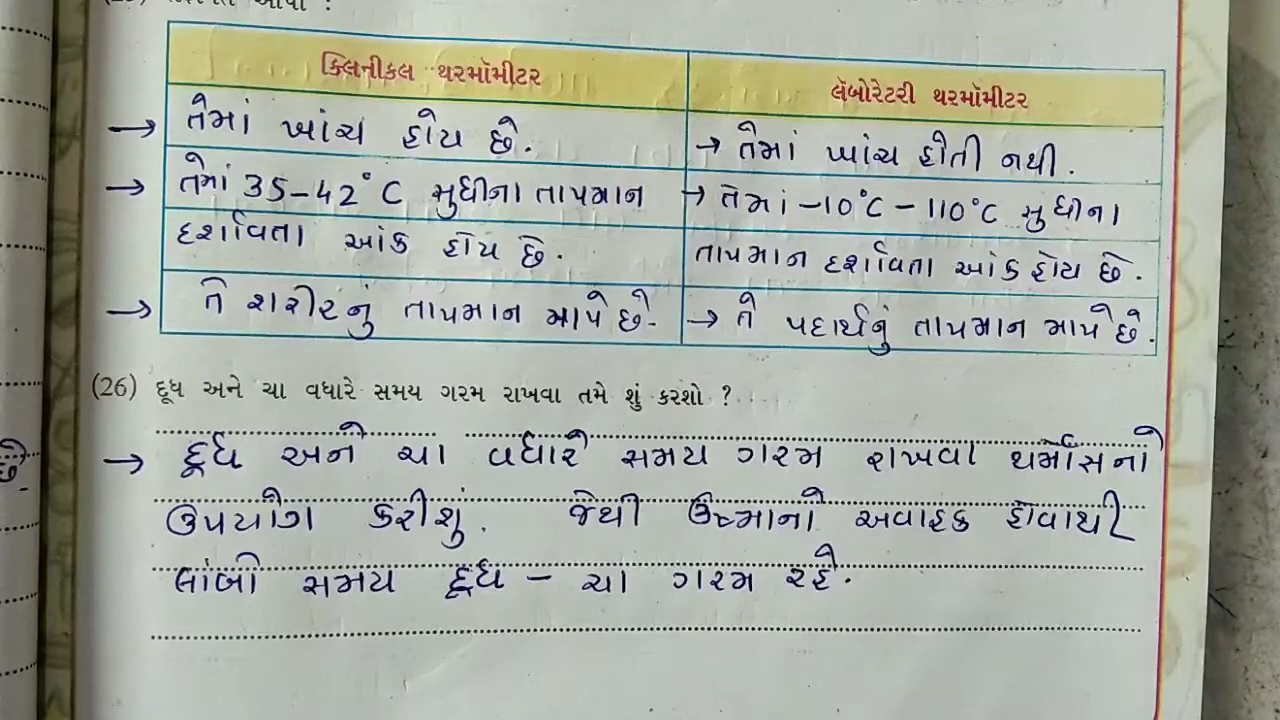 ક્લિનીકલ થરમૉમીટર
લૅબોરેટરી થરમૉમીટર
→ તેમાં ખાંચ હોય છે.
→ તેમાં ખાંચ હોતી નથી.
→ તેમાં 35-42°C સુધીના તાપમાન
દર્શાવતા આંક હોય છે.
→ તેમાં -10°C - 110°C સુધીના
તાપમાન દર્શાવતા આંક હોય છે.
→ તે શરીરનું તાપમાન માપે છે.
→ તે પદાર્થનું તાપમાન માપે છે.
(26) દૂધ અને ચા વધારે સમય ગરમ રાખવા તમે શું કરશો ?
→ દૂધ અને ચા વધારે સમય ગરમ રાખવા થર્મોસનો
ઉપયોગ કરીશું. જેથી ઉષ્માનો અવાહક હોવાથી
લાંબો સમય દૂધ - ચા ગરમ રહે.
છે.